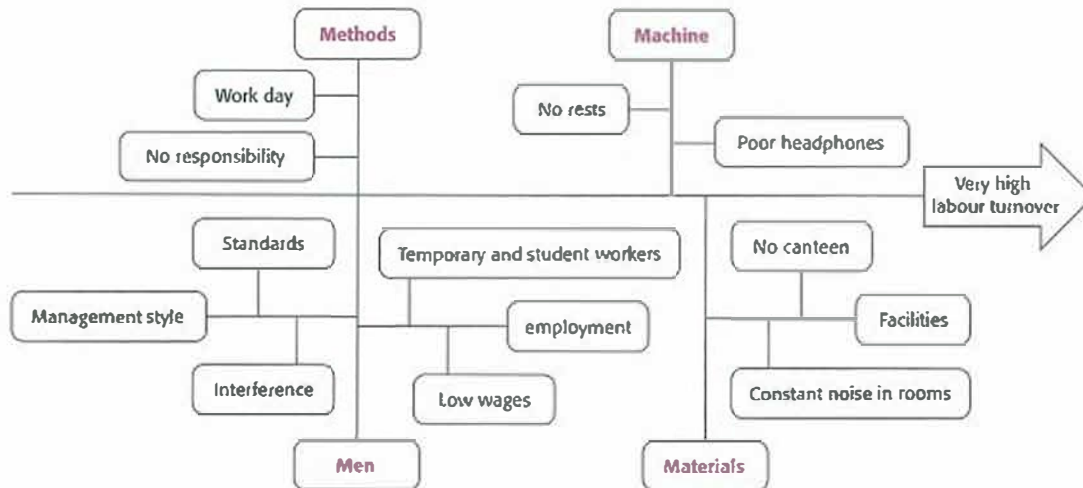 Methods
Machine
Work day
No rests
No responsibility
Poor headphones
Very high
labour turnover
Standards
Temporary and student workers
No canteen
Management style
employment
Facilities
Interference
Low wages
Constant noise in rooms
Men
Materials